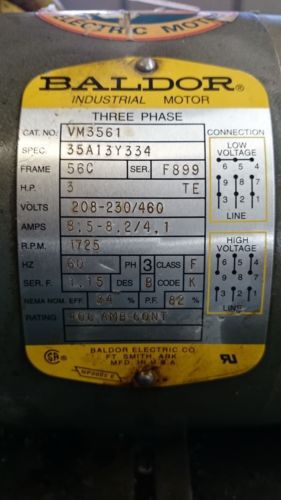 ELECTRIC MOTO
BALDOR®
INDUSTRIAL MOTOR
THREE PHASE
CAT. NO. VM3561
SPEC. 35A13Y334
FRAME 56C SER. F899
H.P. 3 TE
VOLTS 208-230/460
AMPS 8.5-8.2/4.1
R.P.M. 1725
HZ 60 PH 3 CLASS F
SER. F. 1.15 DES B CODE K
NEMA NOM. EFF % P.F. 82 %
RATING 40C AMB-CONT
CONNECTION
LOW
VOLTAGE
6 5 4
9 8 7
3 2 1
LINE
HIGH
VOLTAGE
6 5 4
9 8 7
3 2 1
LINE
BALDOR ELECTRIC CO.
FT. SMITH, ARK.
MFD. IN U.S.A.